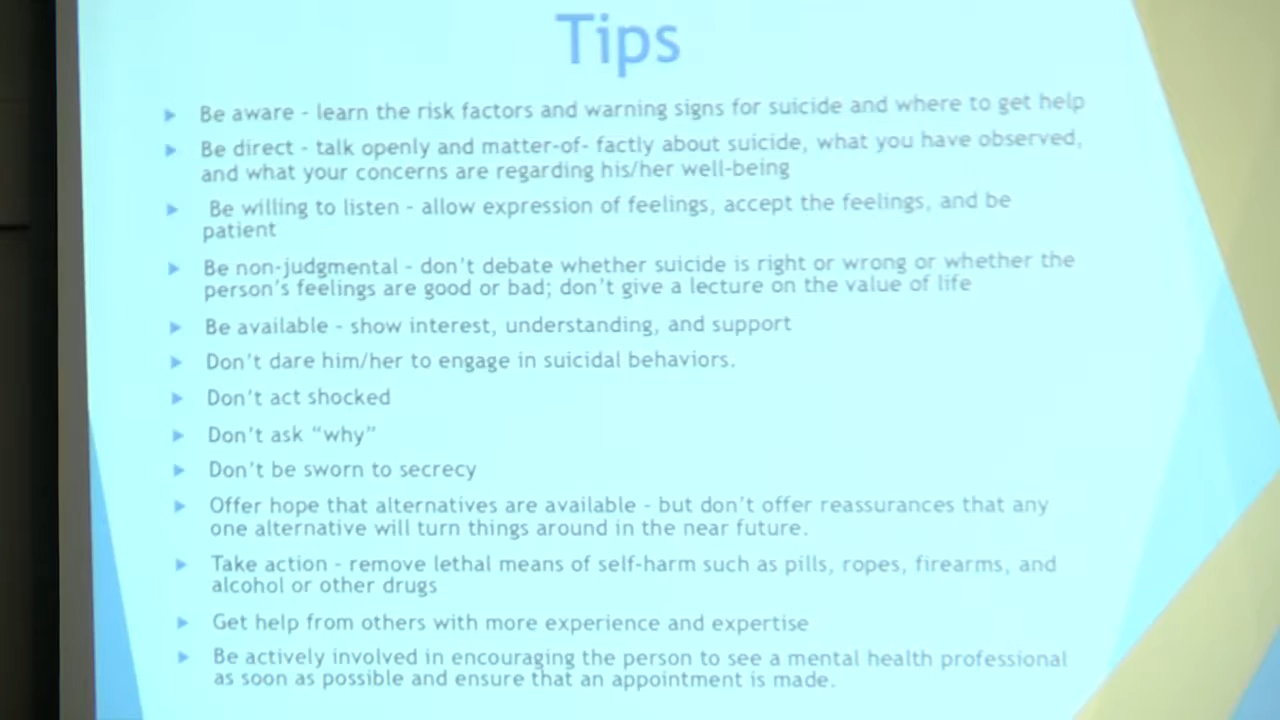 Tips
Be aware - learn the risk factors and warning signs for suicide and where to get help
Be direct - talk openly and matter-of- factly about suicide, what you have observed,
and what your concerns are regarding his/her well-being
Be willing to listen - allow expression of feelings, accept the feelings, and be
patient
Be non-judgmental - don't debate whether suicide is right or wrong or whether the
person's feelings are good or bad; don't give a lecture on the value of life
Be available - show interest, understanding, and support
Don't dare him/her to engage in suicidal behaviors.
Don't act shocked
Don't ask “why”
Don't be sworn to secrecy
Offer hope that alternatives are available - but don't offer reassurances that any
one alternative will turn things around in the near future.
Take action - remove lethal means of self-harm such as pills, ropes, firearms, and
alcohol or other drugs
Get help from others with more experience and expertise
Be actively involved in encouraging the person to see a mental health professional
as soon as possible and ensure that an appointment is made.